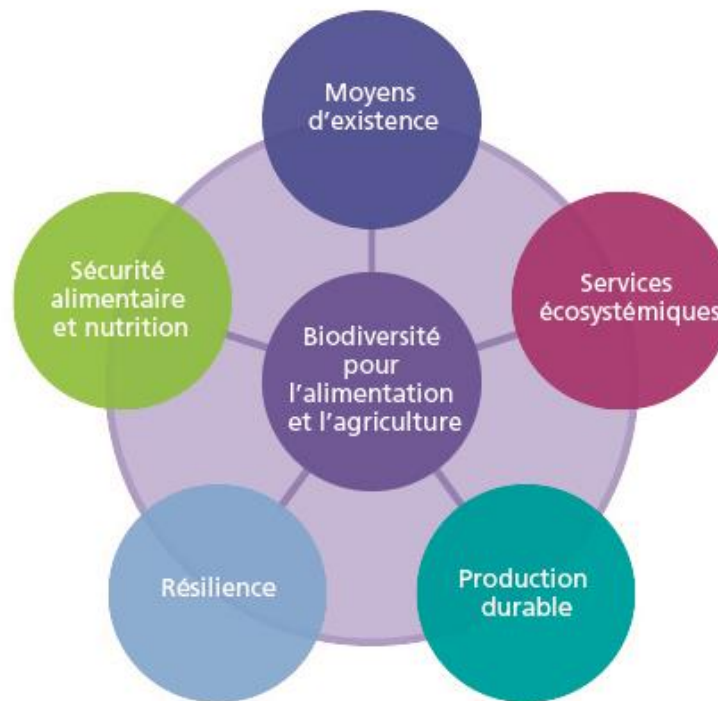 Moyens
d'existence
Sécurité
alimentaire
et nutrition
Services
écosystémiques
Biodiversité
pour
l'alimentation
et l'agriculture
Résilience
Production
durable